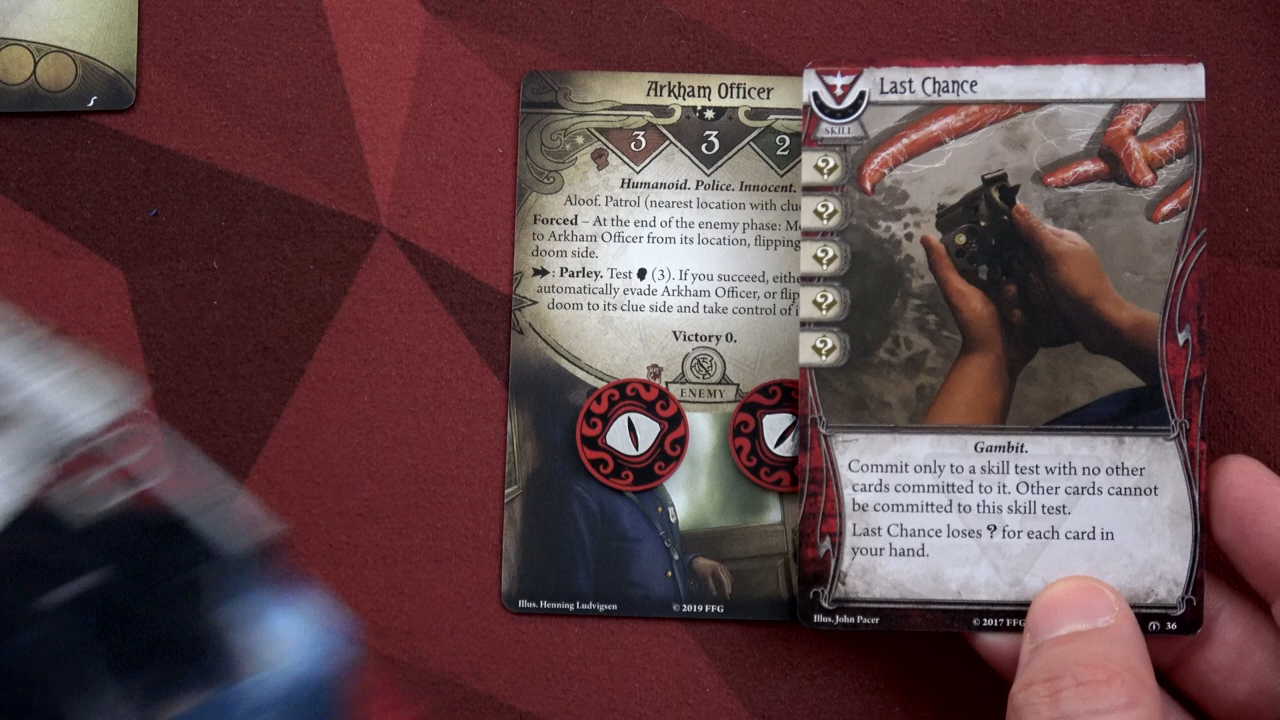 Arkham Officer
3 3 2
Humanoid. Police. Innocent.
Aloof. Patrol (nearest location with
Forced – At the end of the enemy phase:
to Arkham Officer from its location, flipping
doom side.
: Parley. Test (3). If you succeed,
automatically evade Arkham Officer, or flip
doom to its clue side and take control of
Victory 0.
ENEMY
Illus. Henning Ludvigsen
© 2019 FFG
Last Chance
SKILL
?
?
?
?
?
Gambit.
Commit only to a skill test with no other
cards committed to it. Other cards cannot
be committed to this skill test.
Last Chance loses ? for each card in
your hand.
Illus. John Pacer
© 2017 FFG
36